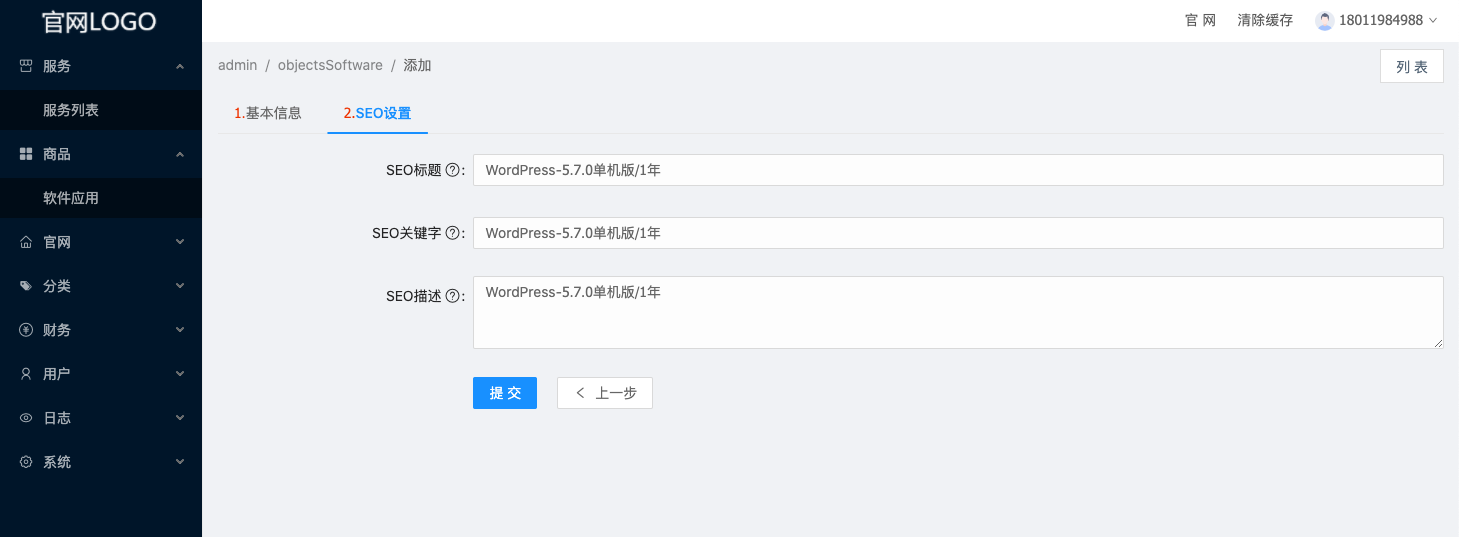 官网LOGO
服务
服务列表
商品
软件应用
官网
分类
财务
用户
日志
系统
官 网 清除缓存 18011984988
admin / objectsSoftware / 添加
列 表
1.基本信息 2.SEO设置
SEO标题 ? : WordPress-5.7.0单机版/1年
SEO关键字 ? : WordPress-5.7.0单机版/1年
SEO描述 ? : WordPress-5.7.0单机版/1年
提 交 < 上一步